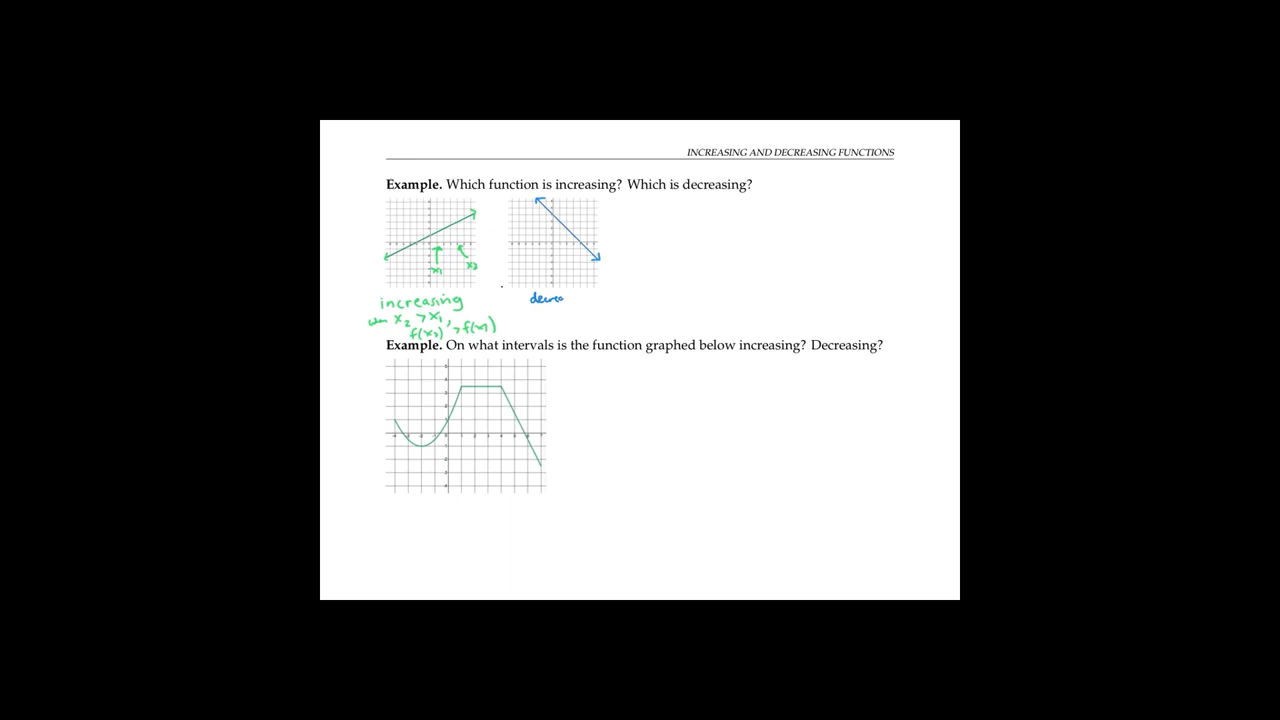 INCREASING AND DECREASING FUNCTIONS
Example. Which function is increasing? Which is decreasing?
x₁ x₂
increasing decrea
when x₂ > x₁,
f(x₂) > f(x₁)
Example. On what intervals is the function graphed below increasing? Decreasing?